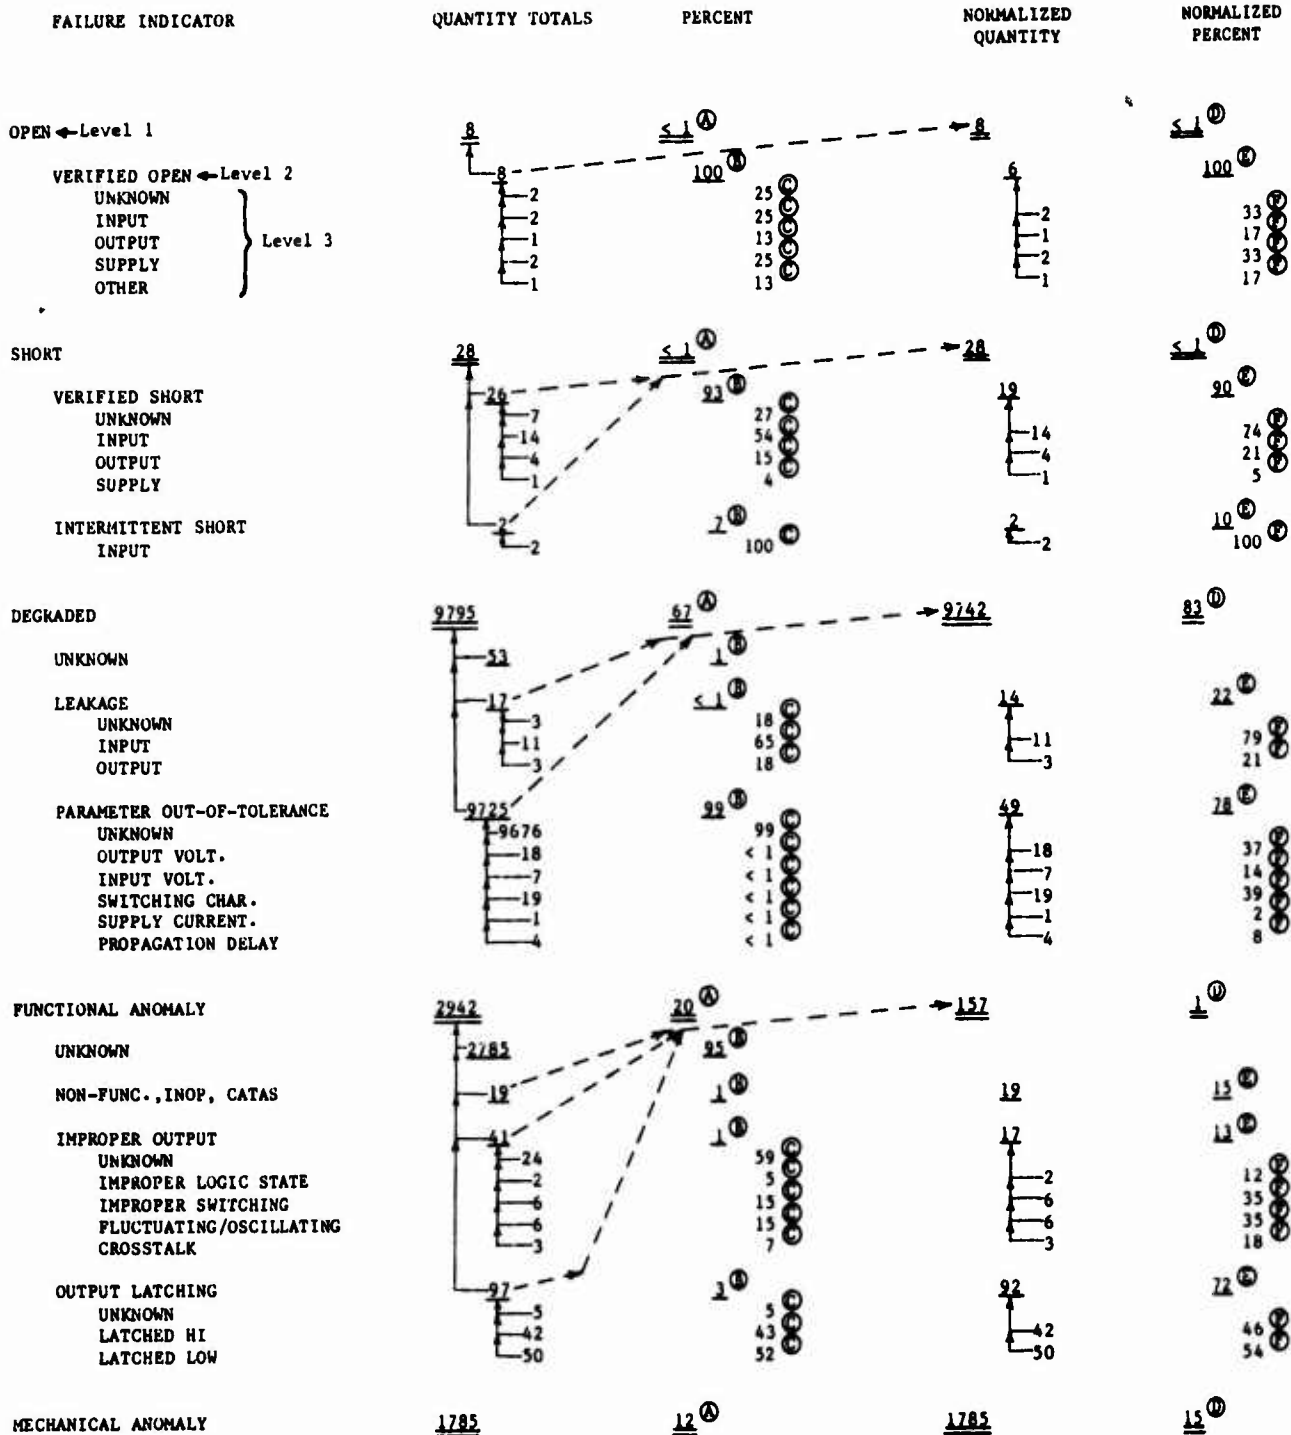 FAILURE INDICATOR QUANTITY TOTALS PERCENT NORMALIZED QUANTITY NORMALIZED PERCENT
OPEN ←Level 1 8 < 1 Ⓐ 8 < 1 Ⓓ
VERIFIED OPEN ←Level 2 8 100 Ⓑ 6 100 Ⓔ
UNKNOWN 2 25 Ⓒ
INPUT 2 25 Ⓒ 2 33 Ⓕ
OUTPUT Level 3 1 13 Ⓒ 1 17 Ⓕ
SUPPLY 2 25 Ⓒ 2 33 Ⓕ
OTHER 1 13 Ⓒ 1 17 Ⓕ
SHORT 28 < 1 Ⓐ 28 < 1 Ⓓ
VERIFIED SHORT 26 93 Ⓑ 19 90 Ⓔ
UNKNOWN 7 27 Ⓒ
INPUT 14 54 Ⓒ 14 74 Ⓕ
OUTPUT 4 15 Ⓒ 4 21 Ⓕ
SUPPLY 1 4 Ⓒ 1 5 Ⓕ
INTERMITTENT SHORT 2 7 Ⓑ 2 10 Ⓔ
INPUT 2 100 Ⓒ 2 100 Ⓕ
DEGRADED 9795 67 Ⓐ 9742 83 Ⓓ
UNKNOWN 53 1 Ⓑ
LEAKAGE 17 < 1 Ⓑ 14 22 Ⓔ
UNKNOWN 3 18 Ⓒ
INPUT 11 65 Ⓒ 11 79 Ⓕ
OUTPUT 3 18 Ⓒ 3 21 Ⓕ
PARAMETER OUT-OF-TOLERANCE 9725 99 Ⓑ 49 78 Ⓔ
UNKNOWN 9676 99 Ⓒ
OUTPUT VOLT. 18 < 1 Ⓒ 18 37 Ⓕ
INPUT VOLT. 7 < 1 Ⓒ 7 14 Ⓕ
SWITCHING CHAR. 19 < 1 Ⓒ 19 39 Ⓕ
SUPPLY CURRENT. 1 < 1 Ⓒ 1 2 Ⓕ
PROPAGATION DELAY 4 < 1 Ⓒ 4 8 Ⓕ
FUNCTIONAL ANOMALY 2942 20 Ⓐ 157 1 Ⓓ
UNKNOWN 2785 95 Ⓑ
NON-FUNC.,INOP, CATAS 19 1 Ⓑ 19 15 Ⓔ
IMPROPER OUTPUT 41 1 Ⓑ 17 13 Ⓔ
UNKNOWN 24 59 Ⓒ
IMPROPER LOGIC STATE 2 5 Ⓒ 2 12 Ⓕ
IMPROPER SWITCHING 6 15 Ⓒ 6 35 Ⓕ
FLUCTUATING/OSCILLATING 6 15 Ⓒ 6 35 Ⓕ
CROSSTALK 3 7 Ⓒ 3 18 Ⓕ
OUTPUT LATCHING 97 3 Ⓑ 92 72 Ⓔ
UNKNOWN 5 5 Ⓒ
LATCHED HI 42 43 Ⓒ 42 46 Ⓕ
LATCHED LOW 50 52 Ⓒ 50 54 Ⓕ
MECHANICAL ANOMALY 1785 12 Ⓐ 1785 15 Ⓓ